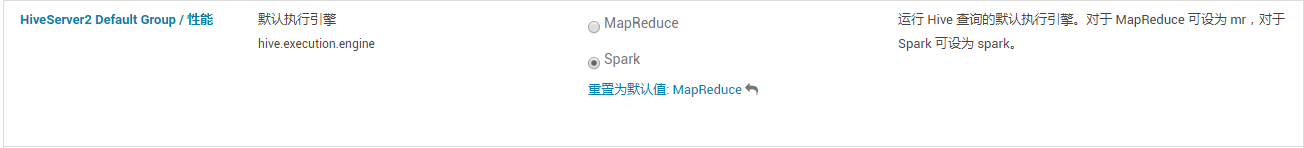 HiveServer2 Default Group / 性能
默认执行引擎
hive.execution.engine
MapReduce
Spark
重置为默认值: MapReduce
运行 Hive 查询的默认执行引擎。对于 MapReduce 可设为 mr，对于
Spark 可设为 spark。